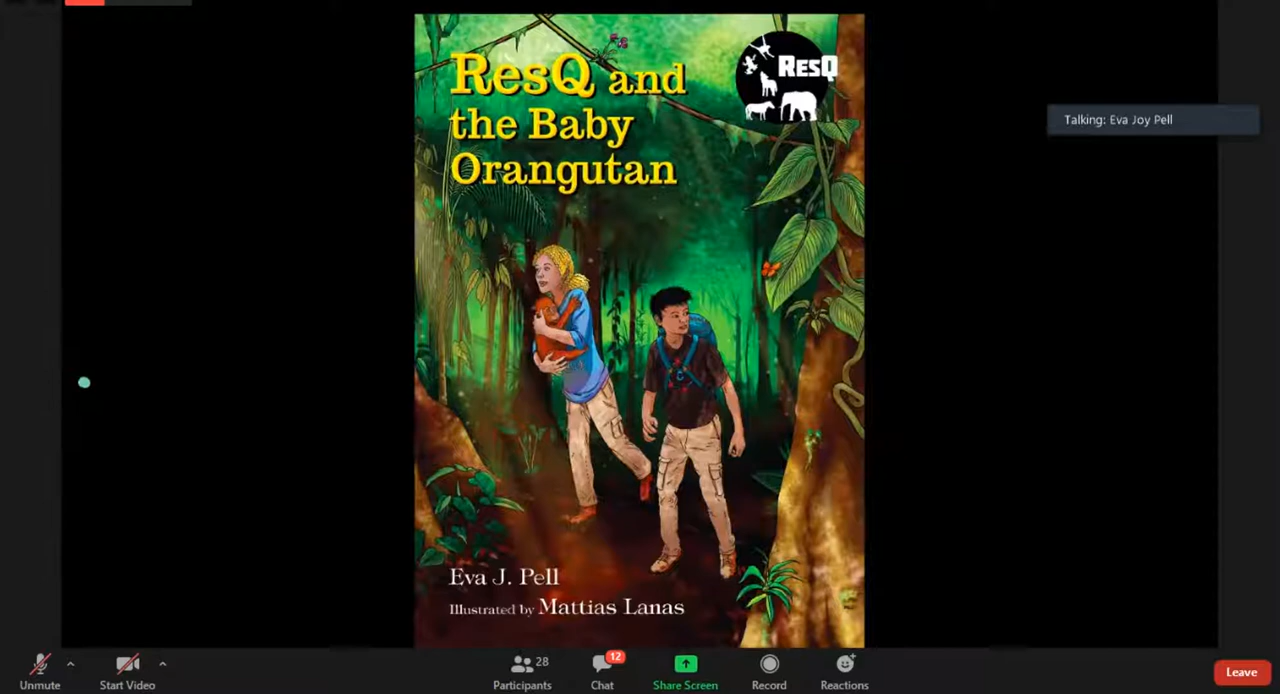 ResQ and
the Baby
Orangutan
ResQ
Talking: Eva Joy Pell
Eva J. Pell
Illustrated by Mattias Lanas
Unmute
Start Video
28
Participants
12
Chat
Share Screen
Record
Reactions
Leave